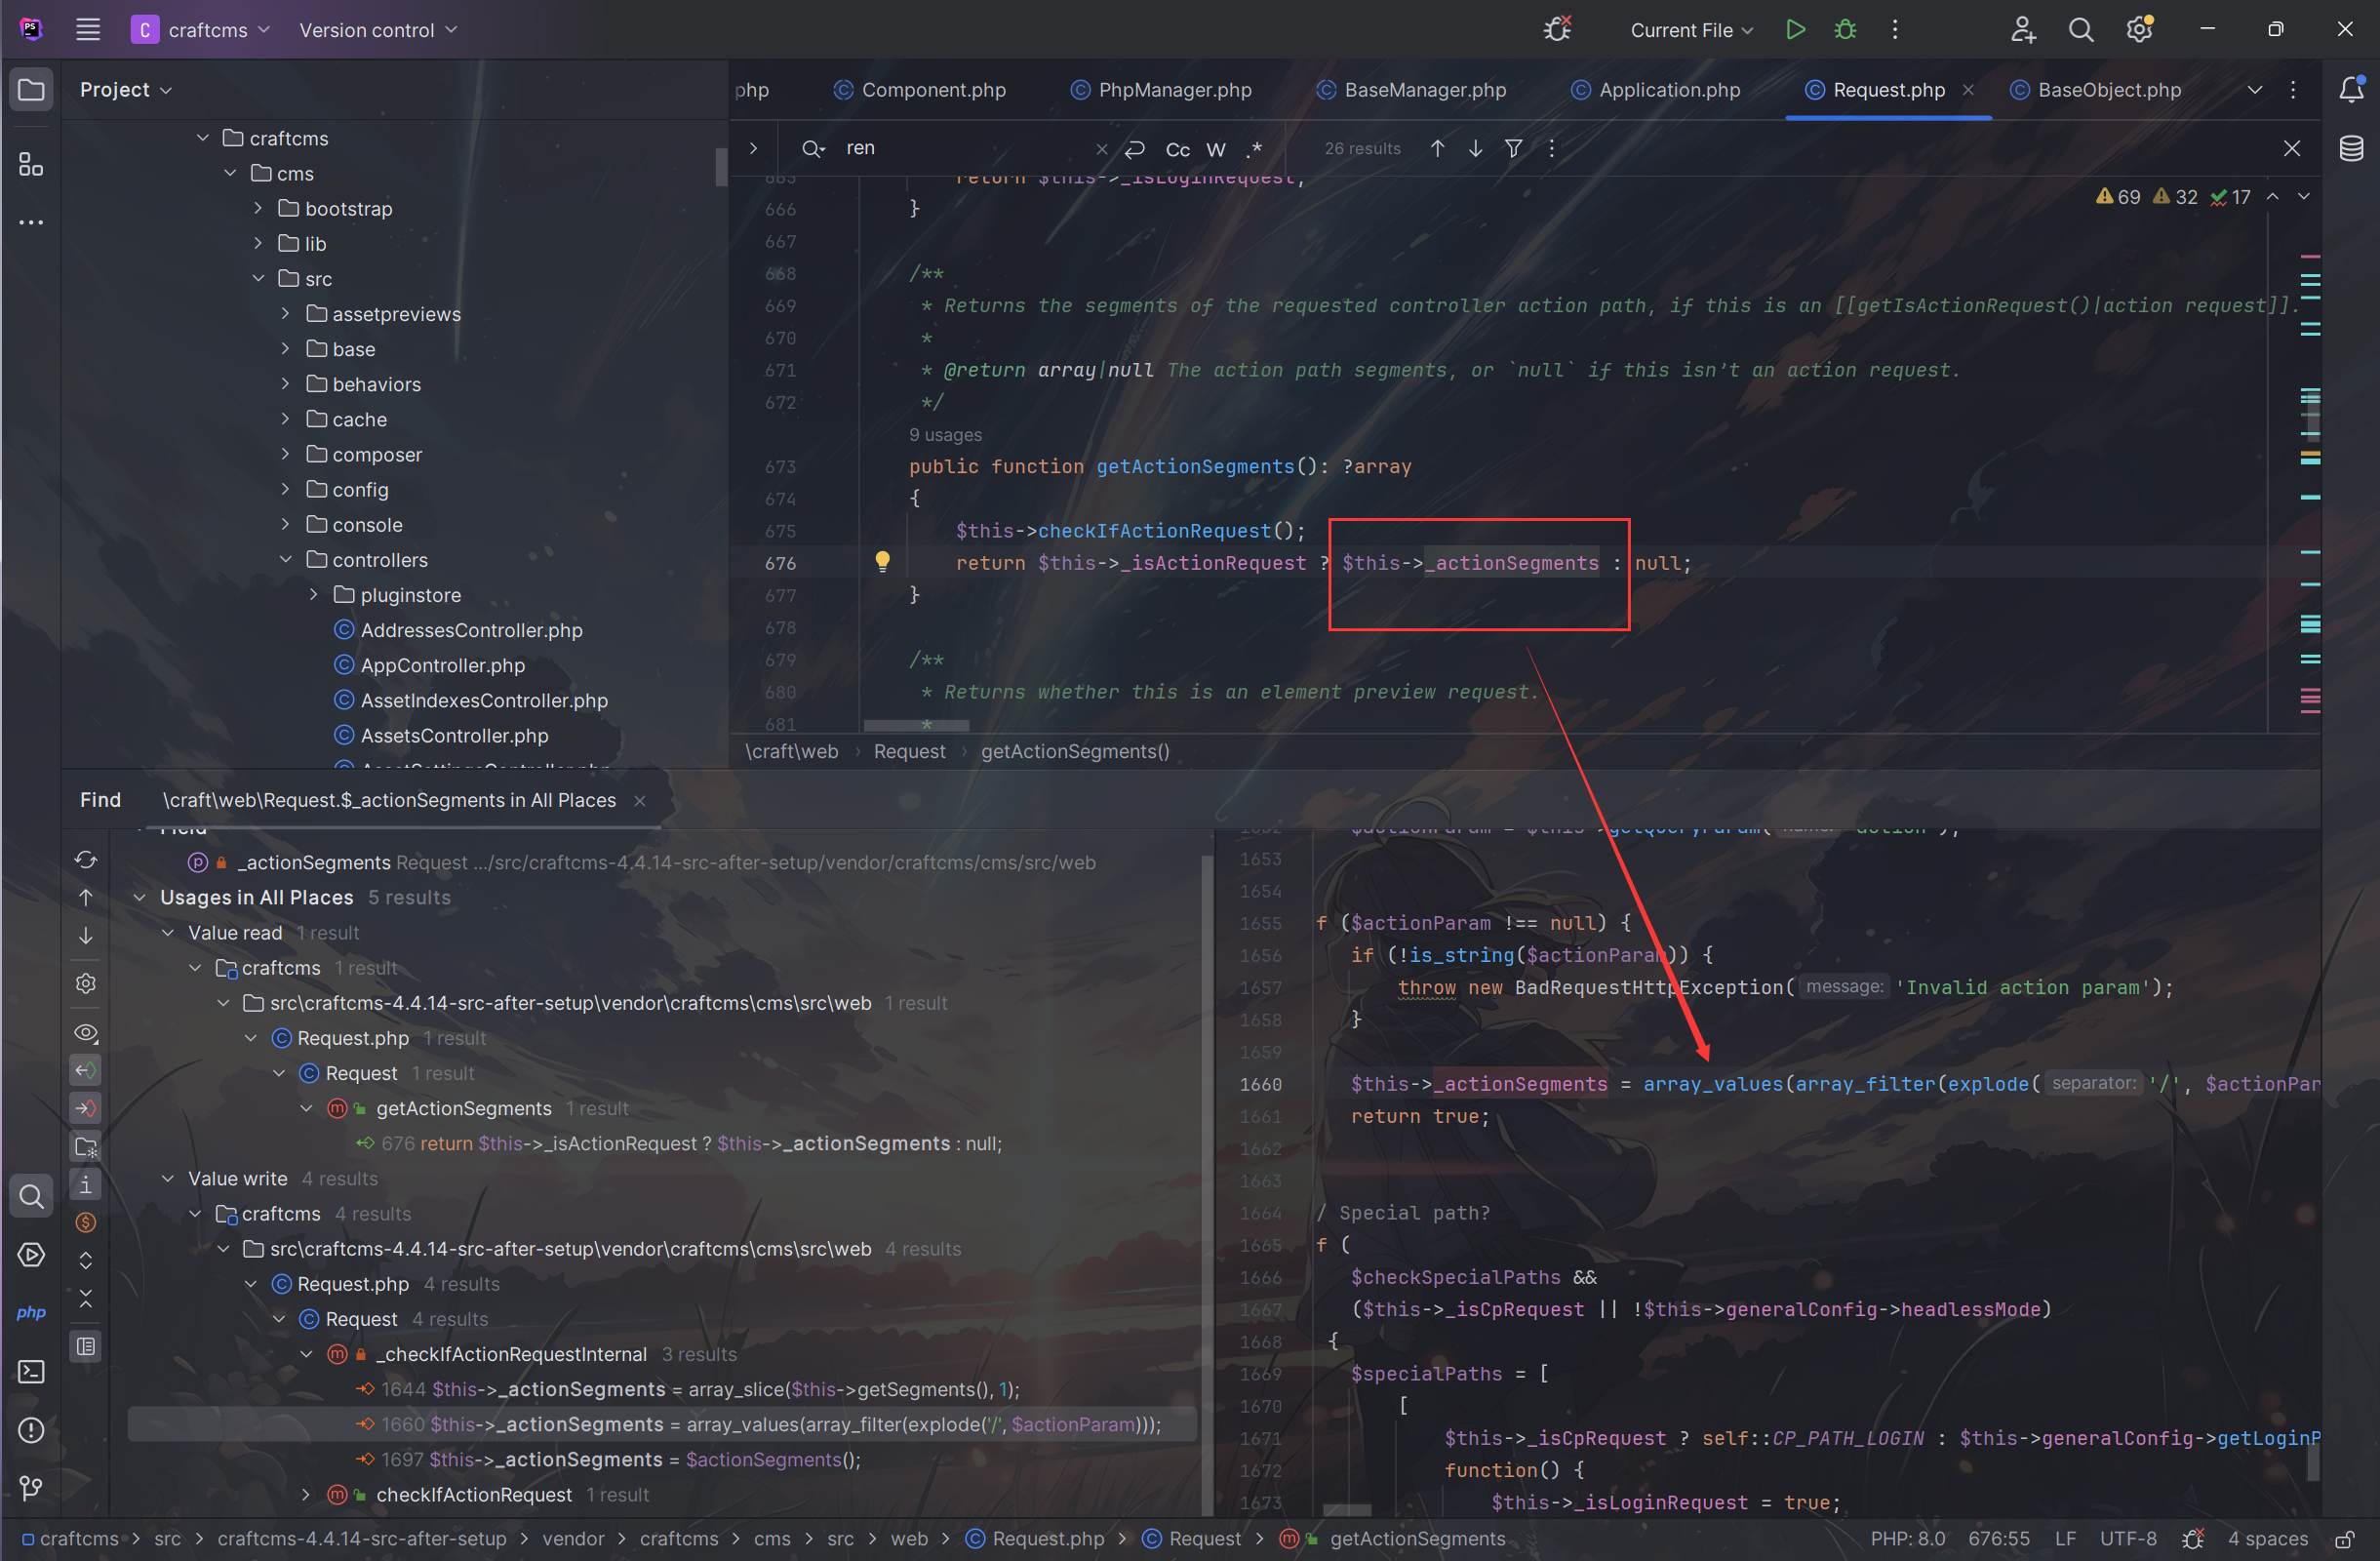 C craftcms Version control Current File
Project
php Component.php PhpManager.php BaseManager.php Application.php Request.php BaseObject.php
ren Cc W .* 26 results
69 32 17
craftcms
cms
bootstrap
lib
src
assetpreviews
base
behaviors
cache
composer
config
console
controllers
pluginstore
AddressesController.php
AppController.php
AssetIndexesController.php
AssetsController.php
AssetSettingsController.php
665 return $this->_isLoginRequest;
666 }
667
668 /**
669 * Returns the segments of the requested controller action path, if this is an [[getIsActionRequest()|action request]].
670 *
671 * @return array|null The action path segments, or `null` if this isn’t an action request.
672 */
9 usages
673 public function getActionSegments(): ?array
674 {
675 $this->checkIfActionRequest();
676 return $this->_isActionRequest ? $this->_actionSegments : null;
677 }
678
679 /**
680 * Returns whether this is an element preview request.
681 *
\craft\web › Request › getActionSegments()
Find \craft\web\Request.$_actionSegments in All Places
Field
_actionSegments Request .../src/craftcms-4.4.14-src-after-setup/vendor/craftcms/cms/src/web
Usages in All Places 5 results
Value read 1 result
craftcms 1 result
src\craftcms-4.4.14-src-after-setup\vendor\craftcms\cms\src\web 1 result
Request.php 1 result
Request 1 result
getActionSegments 1 result
676 return $this->_isActionRequest ? $this->_actionSegments : null;
Value write 4 results
craftcms 4 results
src\craftcms-4.4.14-src-after-setup\vendor\craftcms\cms\src\web 4 results
Request.php 4 results
Request 4 results
_checkIfActionRequestInternal 3 results
1644 $this->_actionSegments = array_slice($this->getSegments(), 1);
1660 $this->_actionSegments = array_values(array_filter(explode('/', $actionParam)));
1697 $this->_actionSegments = $actionSegments();
checkIfActionRequest 1 result
1652 $actionParam = $this->getQueryParam( name: 'action');
1653
1654
1655 f ($actionParam !== null) {
1656 if (!is_string($actionParam)) {
1657 throw new BadRequestHttpException( message: 'Invalid action param');
1658 }
1659
1660 $this->_actionSegments = array_values(array_filter(explode( separator: '/', $actionPar
1661 return true;
1662
1663
1664 / Special path?
1665 f (
1666 $checkSpecialPaths &&
1667 ($this->_isCpRequest || !$this->generalConfig->headlessMode)
1668 {
1669 $specialPaths = [
1670 [
1671 $this->_isCpRequest ? self::CP_PATH_LOGIN : $this->generalConfig->getLoginP
1672 function() {
1673 $this->_isLoginRequest = true;
php
craftcms › src › craftcms-4.4.14-src-after-setup › vendor › craftcms › cms › src › web › Request.php › Request › getActionSegments PHP: 8.0 676:55 LF UTF-8 4 spaces